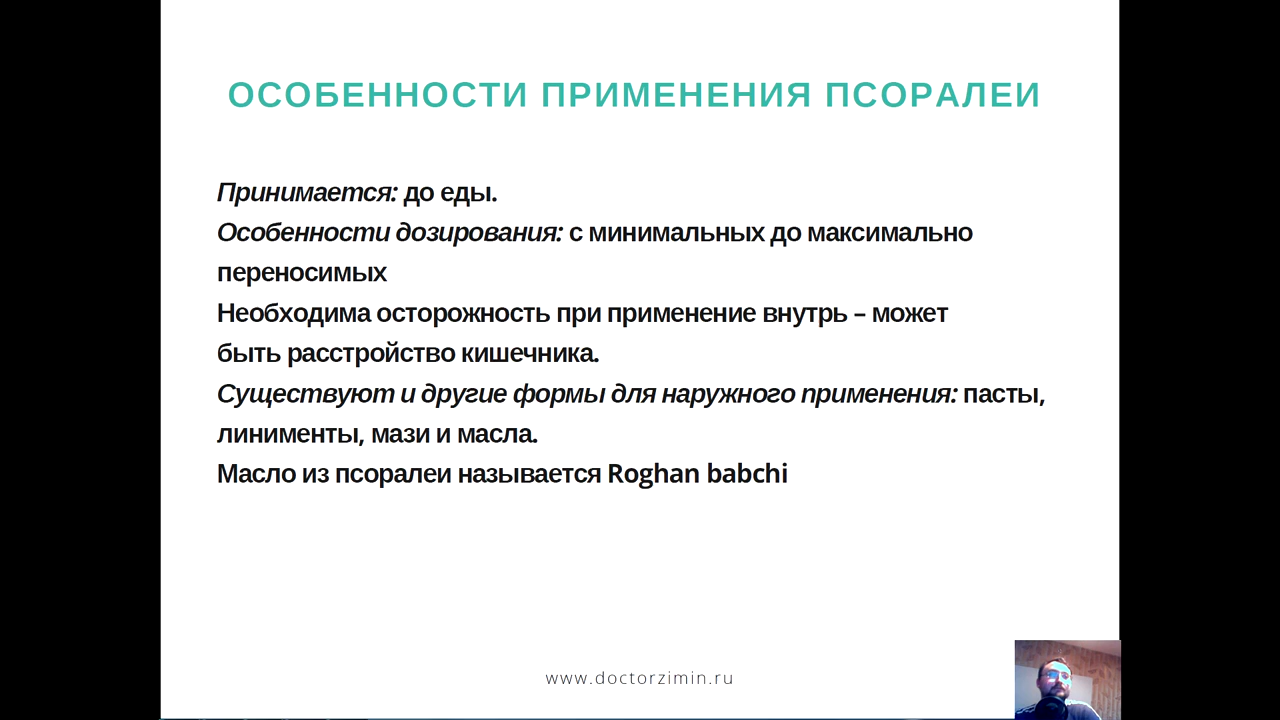 ОСОБЕННОСТИ ПРИМЕНЕНИЯ ПСОРАЛЕИ
Принимается: до еды.
Особенности дозирования: с минимальных до максимально
переносимых
Необходима осторожность при применение внутрь – может
быть расстройство кишечника.
Существуют и другие формы для наружного применения: пасты,
линименты, мази и масла.
Масло из псоралеи называется Roghan babchi
www.doctorzimin.ru